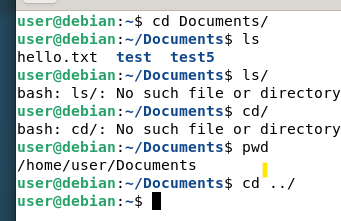 user@debian:~$ cd Documents/
user@debian:~/Documents$ ls
hello.txt  test  test5
user@debian:~/Documents$ ls/
bash: ls/: No such file or directory
user@debian:~/Documents$ cd/
bash: cd/: No such file or directory
user@debian:~/Documents$ pwd
/home/user/Documents
user@debian:~/Documents$ cd ../
user@debian:~$